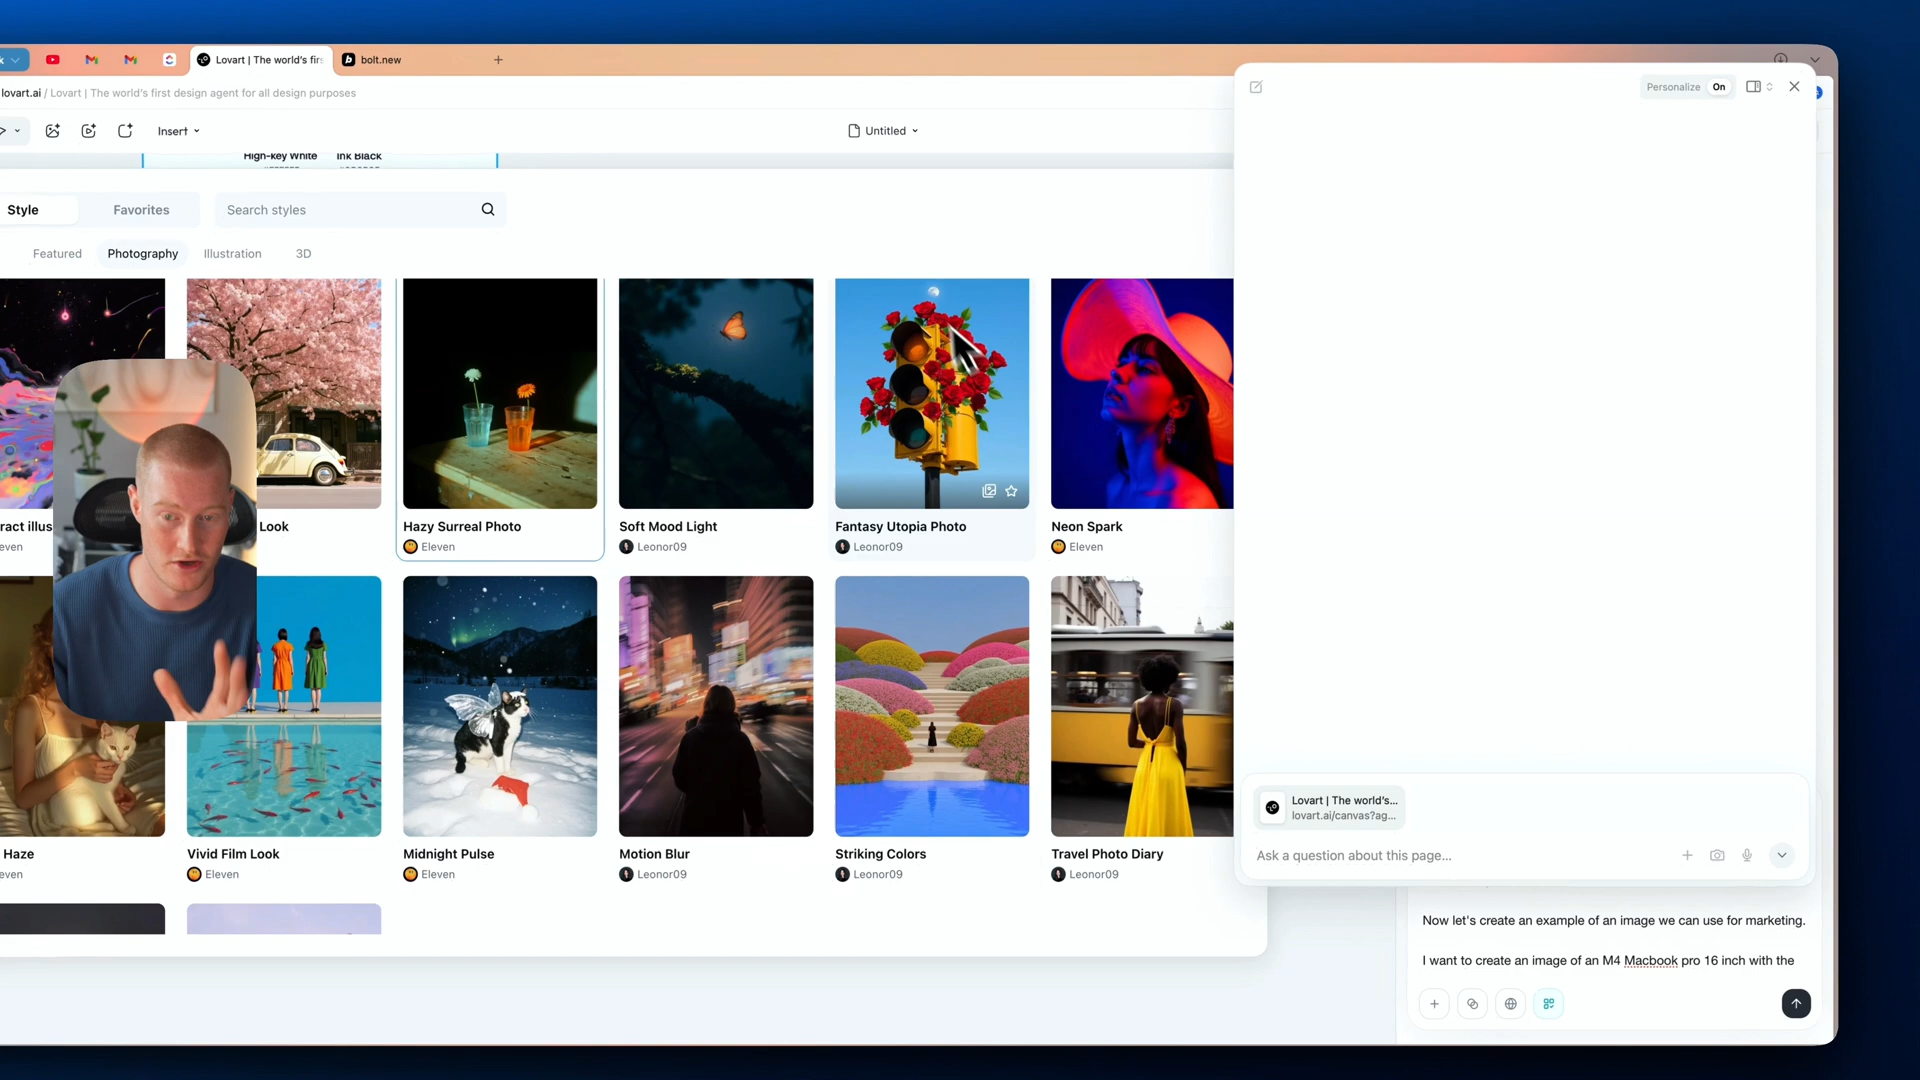 Lovart | The world's fir
bolt.new
lovart.ai / Lovart | The world's first design agent for all design purposes
Insert
Untitled
High-key White
Ink Black
Style
Favorites
Search styles
Featured
Photography
Illustration
3D
ract illus
even
Look
Hazy Surreal Photo
Eleven
Soft Mood Light
Leonor09
Fantasy Utopia Photo
Leonor09
Neon Spark
Eleven
Haze
even
Vivid Film Look
Eleven
Midnight Pulse
Eleven
Motion Blur
Leonor09
Striking Colors
Leonor09
Travel Photo Diary
Leonor09
Personalize
On
Lovart | The world's...
lovart.ai/canvas?ag...
Ask a question about this page...
Now let's create an example of an image we can use for marketing.
I want to create an image of an M4 Macbook pro 16 inch with the